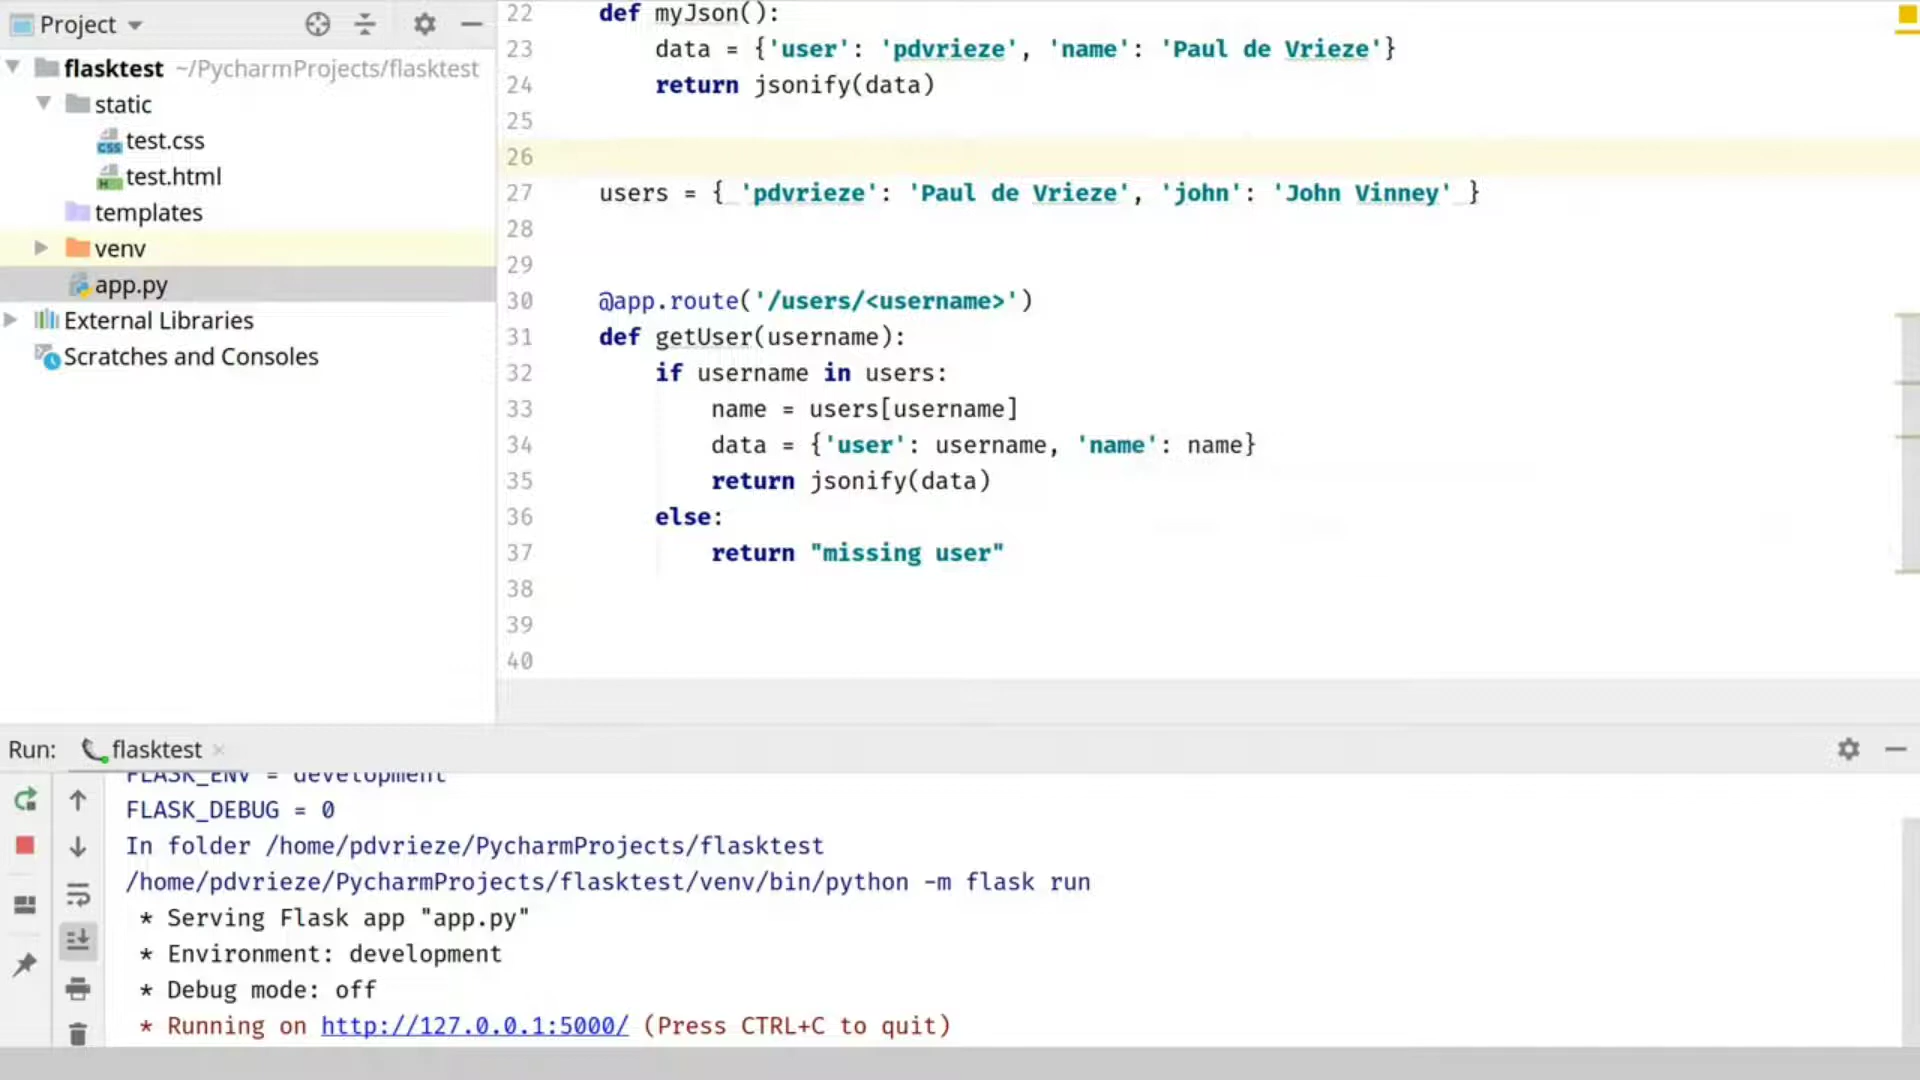 Project
flasktest ~/PycharmProjects/flasktest
static
test.css
test.html
templates
venv
app.py
External Libraries
Scratches and Consoles
22 def myJson():
23 data = {'user': 'pdvrieze', 'name': 'Paul de Vrieze'}
24 return jsonify(data)
25
26
27 users = { 'pdvrieze': 'Paul de Vrieze', 'john': 'John Vinney' }
28
29
30 @app.route('/users/<username>')
31 def getUser(username):
32 if username in users:
33 name = users[username]
34 data = {'user': username, 'name': name}
35 return jsonify(data)
36 else:
37 return "missing user"
38
39
40
Run: flasktest
FLASK_ENV = development
FLASK_DEBUG = 0
In folder /home/pdvrieze/PycharmProjects/flasktest
/home/pdvrieze/PycharmProjects/flasktest/venv/bin/python -m flask run
* Serving Flask app "app.py"
* Environment: development
* Debug mode: off
* Running on http://127.0.0.1:5000/ (Press CTRL+C to quit)